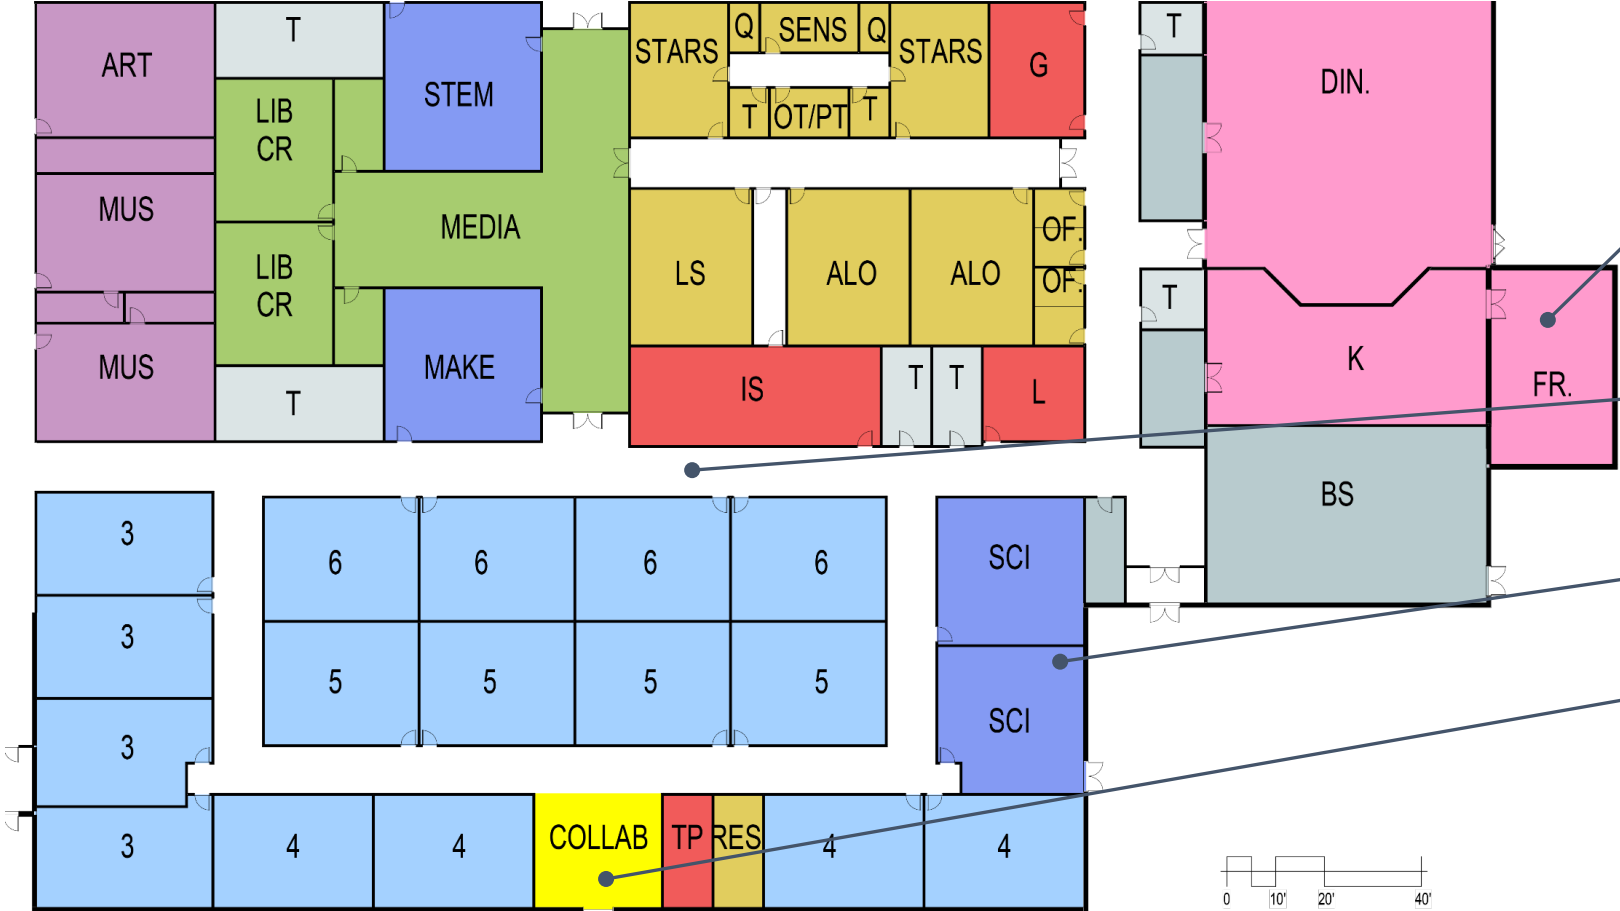 T
Q
SENS
Q
T
ART
STEM
STARS
STARS
G
DIN.
LIB
CR
T
OT/PT
T
MUS
MEDIA
OF.
LIB
CR
LS
ALO
ALO
OF.
T
MUS
MAKE
K
T
IS
T
T
L
FR.
BS
3
6
6
6
6
SCI
3
5
5
5
5
SCI
3
3
4
4
COLLAB
TP
RES
4
4
0
10'
20'
40'